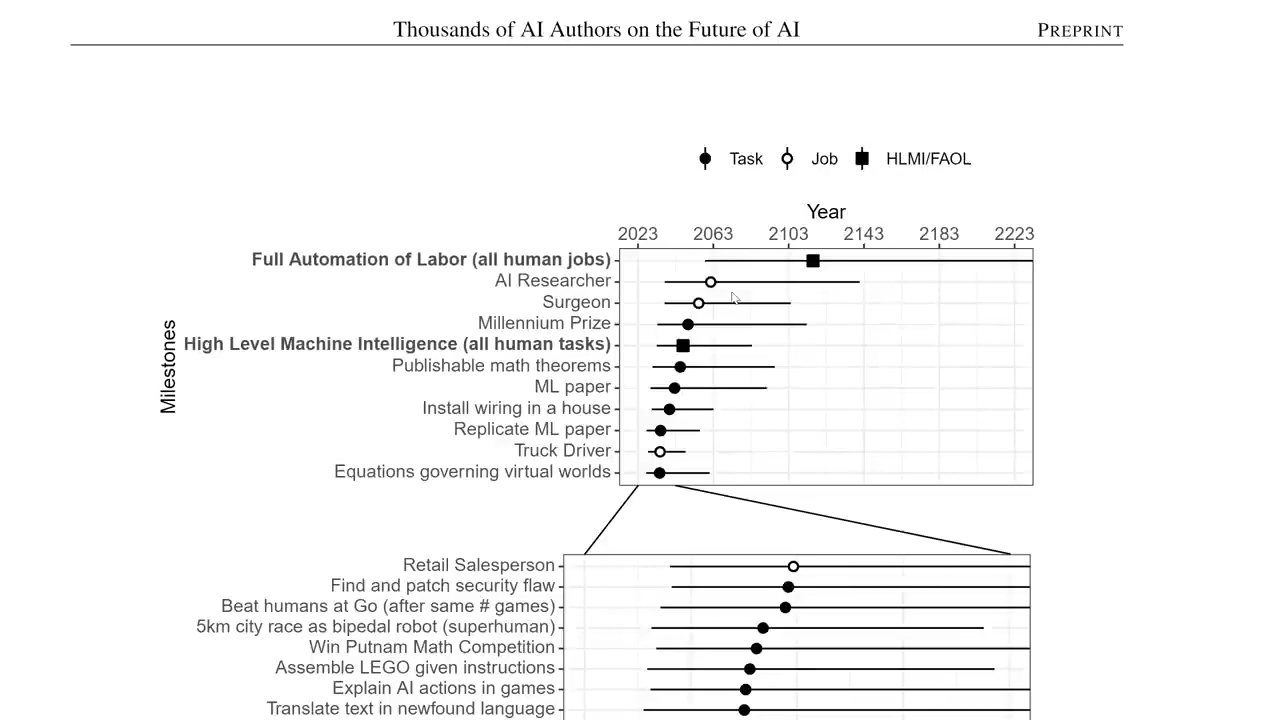 Thousands of AI Authors on the Future of AI PREPRINT
Task Job HLMI/FAOL
Year
2023 2063 2103 2143 2183 2223
Milestones
Full Automation of Labor (all human jobs)
AI Researcher
Surgeon
Millennium Prize
High Level Machine Intelligence (all human tasks)
Publishable math theorems
ML paper
Install wiring in a house
Replicate ML paper
Truck Driver
Equations governing virtual worlds
Retail Salesperson
Find and patch security flaw
Beat humans at Go (after same # games)
5km city race as bipedal robot (superhuman)
Win Putnam Math Competition
Assemble LEGO given instructions
Explain AI actions in games
Translate text in newfound language